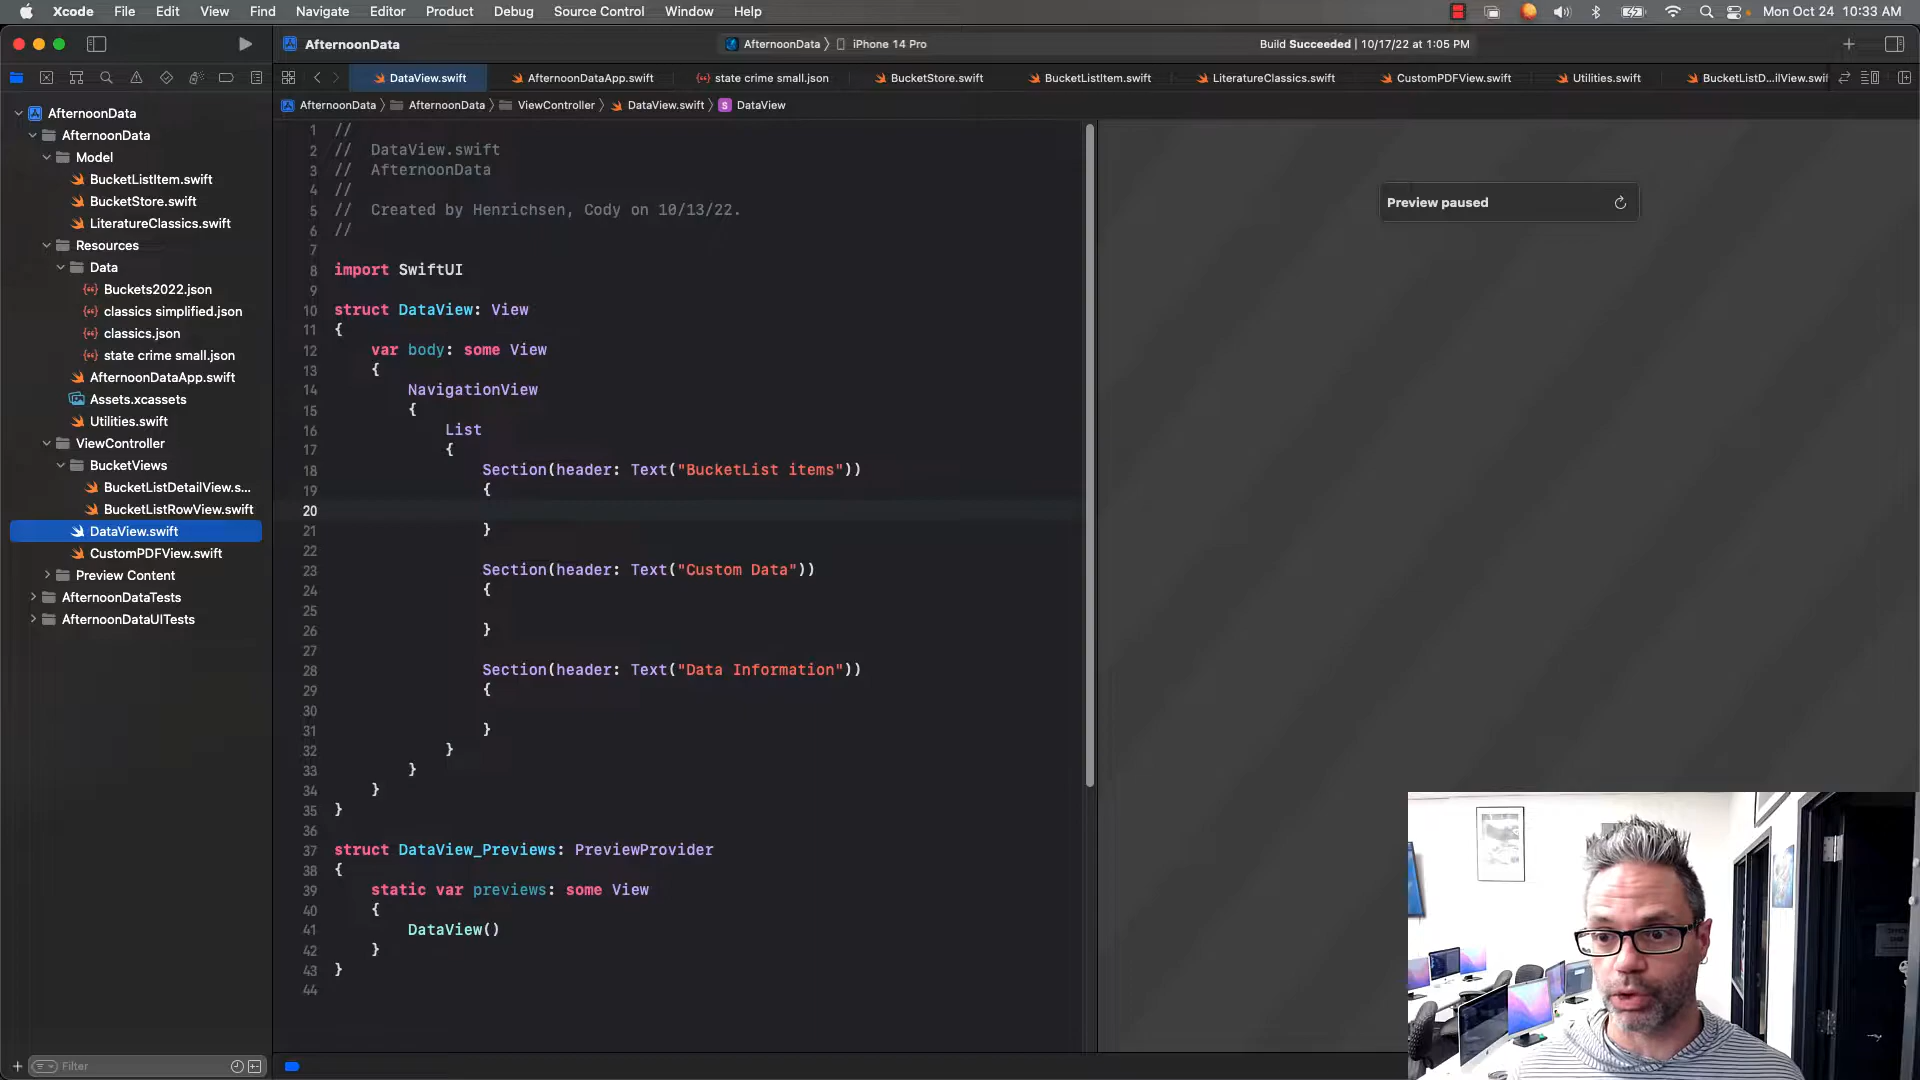 Xcode File Edit View Find Navigate Editor Product Debug Source Control Window Help Mon Oct 24 10:33 AM
AfternoonData AfternoonData iPhone 14 Pro Build Succeeded | 10/17/22 at 1:05 PM
DataView.swift AfternoonDataApp.swift state crime small.json BucketStore.swift BucketListItem.swift LiteratureClassics.swift CustomPDFView.swift Utilities.swift BucketListD...ilView.swift
AfternoonData AfternoonData ViewController DataView.swift S DataView
AfternoonData
AfternoonData
Model
BucketListItem.swift
BucketStore.swift
LiteratureClassics.swift
Resources
Data
Buckets2022.json
classics simplified.json
classics.json
state crime small.json
AfternoonDataApp.swift
Assets.xcassets
Utilities.swift
ViewController
BucketViews
BucketListDetailView.s...
BucketListRowView.swift
DataView.swift
CustomPDFView.swift
Preview Content
AfternoonDataTests
AfternoonDataUITests
Filter
1 //
2 // DataView.swift
3 // AfternoonData
4 //
5 // Created by Henrichsen, Cody on 10/13/22.
6 //
7
8 import SwiftUI
9
10 struct DataView: View
11 {
12 var body: some View
13 {
14 NavigationView
15 {
16 List
17 {
18 Section(header: Text("BucketList items"))
19 {
20
21 }
22
23 Section(header: Text("Custom Data"))
24 {
25
26 }
27
28 Section(header: Text("Data Information"))
29 {
30
31 }
32 }
33 }
34 }
35 }
36
37 struct DataView_Previews: PreviewProvider
38 {
39 static var previews: some View
40 {
41 DataView()
42 }
43 }
44
Preview paused